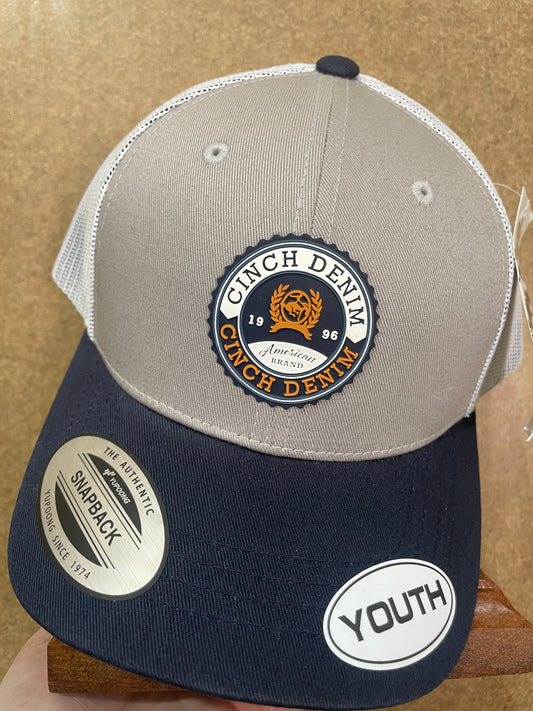 CINCH DENIM
19 96
American
BRAND
CINCH DENIM
THE AUTHENTIC
YUPOONG
SNAPBACK
YUPOONG SINCE 1974
YOUTH